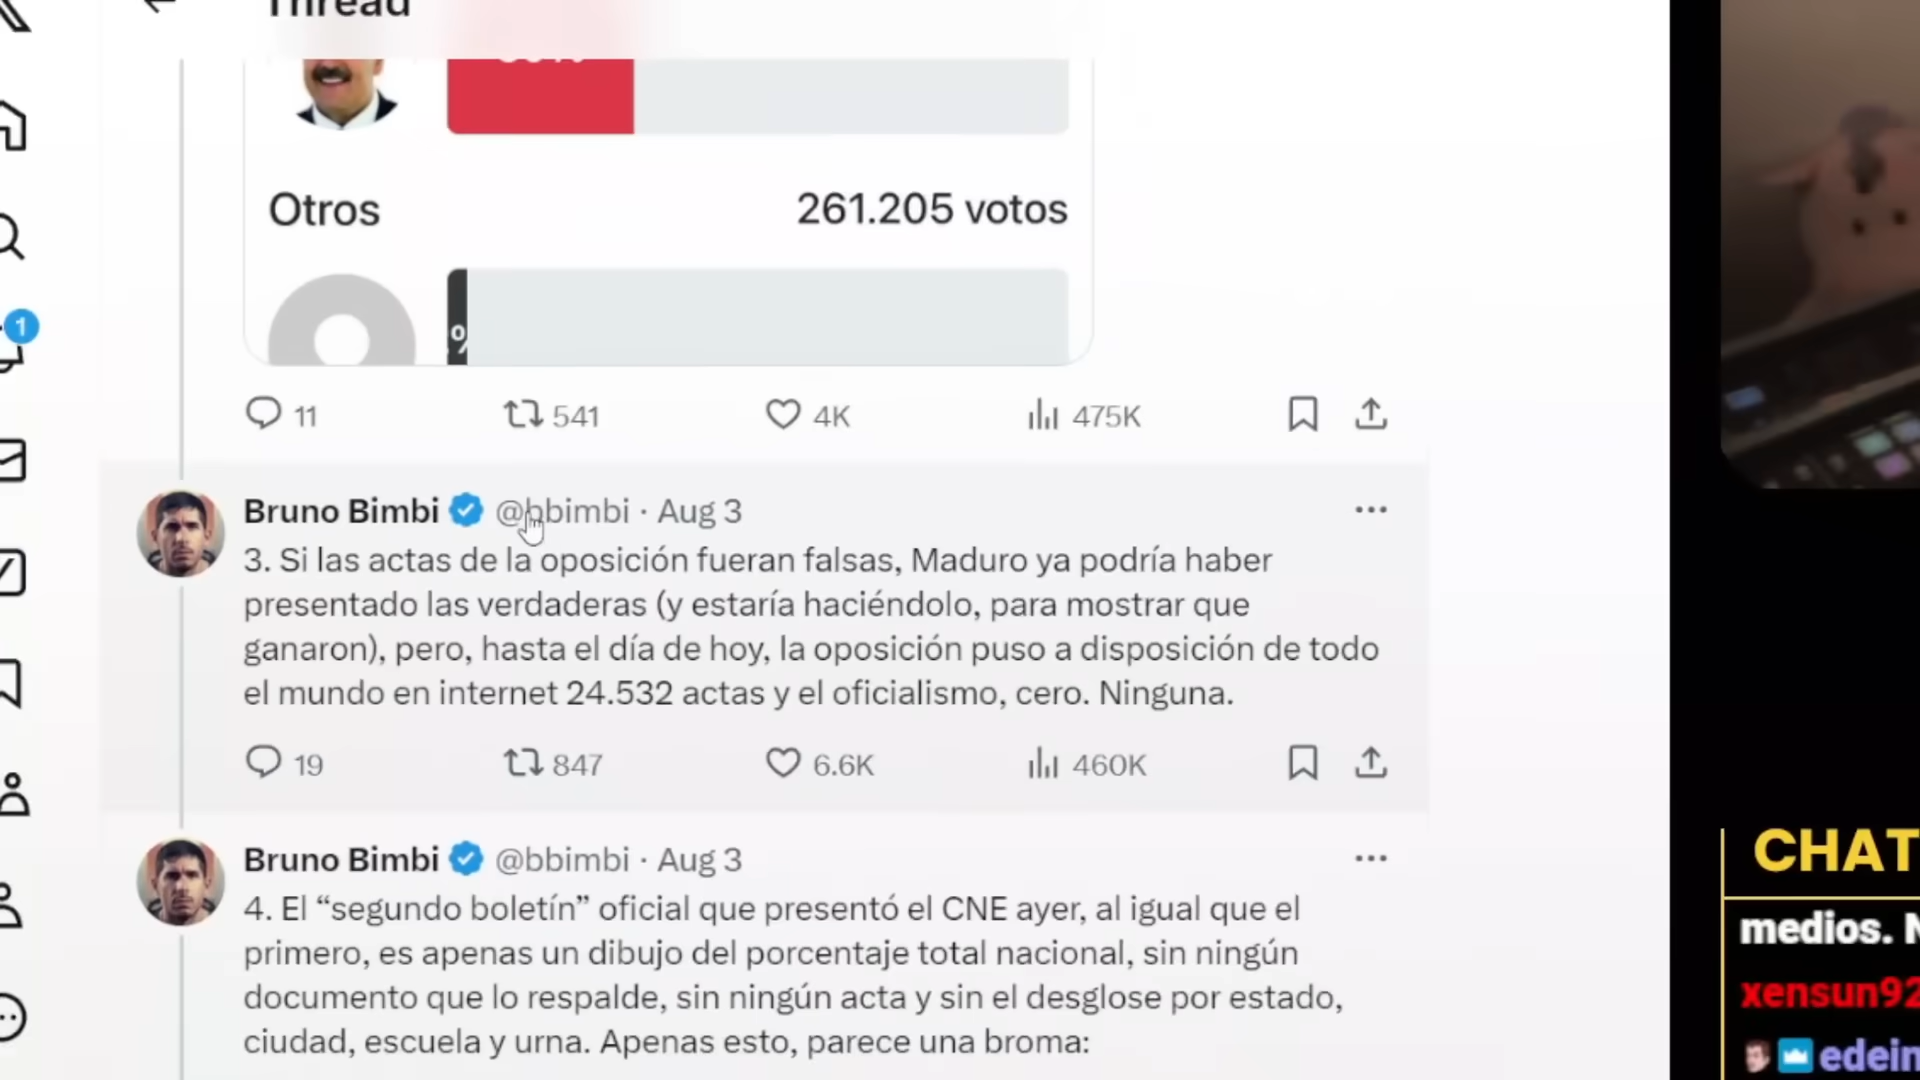 Thread
Otros
261.205 votos
%
11
541
4K
475K
1
Bruno Bimbi @bbimbi · Aug 3
3. Si las actas de la oposición fueran falsas, Maduro ya podría haber
presentado las verdaderas (y estaría haciéndolo, para mostrar que
ganaron), pero, hasta el día de hoy, la oposición puso a disposición de todo
el mundo en internet 24.532 actas y el oficialismo, cero. Ninguna.
19
847
6.6K
460K
Bruno Bimbi @bbimbi · Aug 3
4. El “segundo boletín” oficial que presentó el CNE ayer, al igual que el
primero, es apenas un dibujo del porcentaje total nacional, sin ningún
documento que lo respalde, sin ningún acta y sin el desglose por estado,
ciudad, escuela y urna. Apenas esto, parece una broma:
CHAT
medios.
xensun92
edein